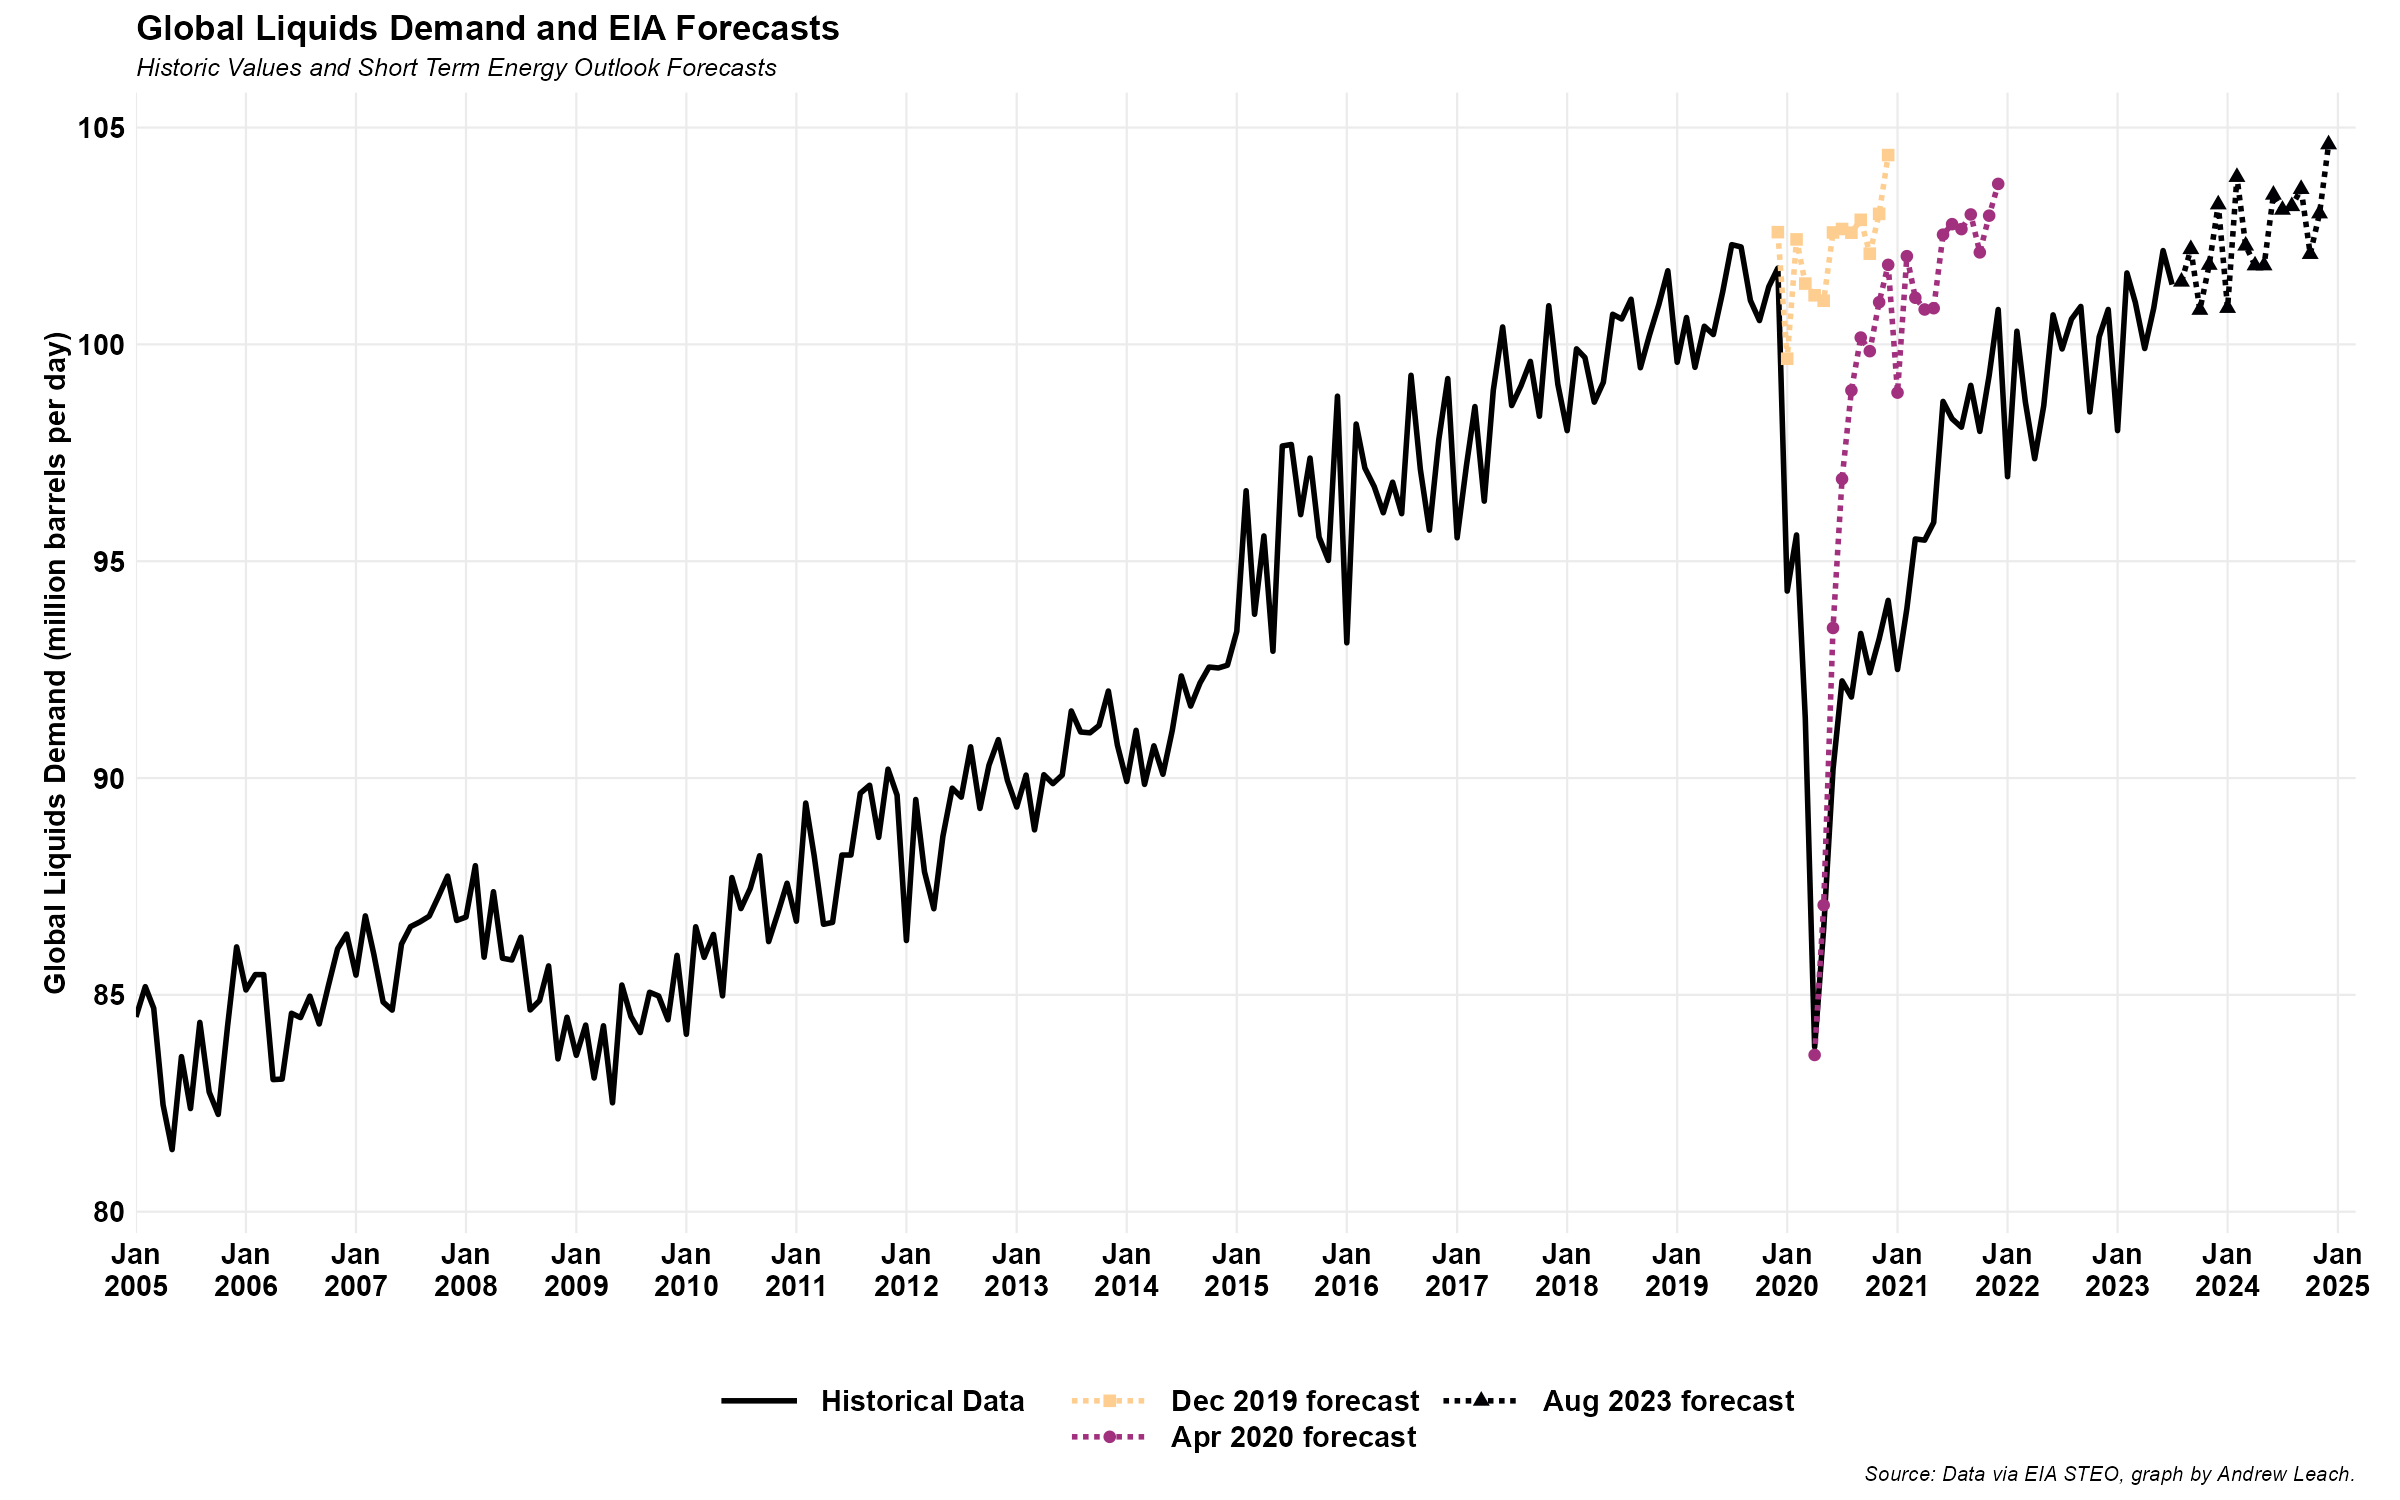 Global Liquids Demand and EIA Forecasts
Historic Values and Short Term Energy Outlook Forecasts
Global Liquids Demand (million barrels per day)
105
100
95
90
85
80
Jan 2005
Jan 2006
Jan 2007
Jan 2008
Jan 2009
Jan 2010
Jan 2011
Jan 2012
Jan 2013
Jan 2014
Jan 2015
Jan 2016
Jan 2017
Jan 2018
Jan 2019
Jan 2020
Jan 2021
Jan 2022
Jan 2023
Jan 2024
Jan 2025
Historical Data
Dec 2019 forecast
Apr 2020 forecast
Aug 2023 forecast
Source: Data via EIA STEO, graph by Andrew Leach.